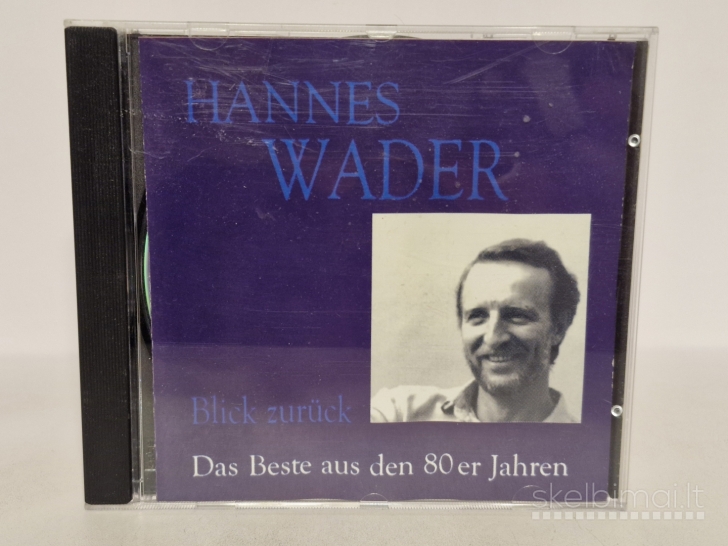 HANNES
WADER
Blick zurück
Das Beste aus den 80er Jahren
skelbimai.lt